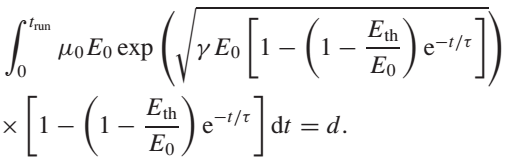 ∫₀^{t_run} μ₀E₀ exp(√(γE₀[1 − (1 − E_th/E₀) e^{−t/τ}]))
× [1 − (1 − E_th/E₀) e^{−t/τ}] dt = d.